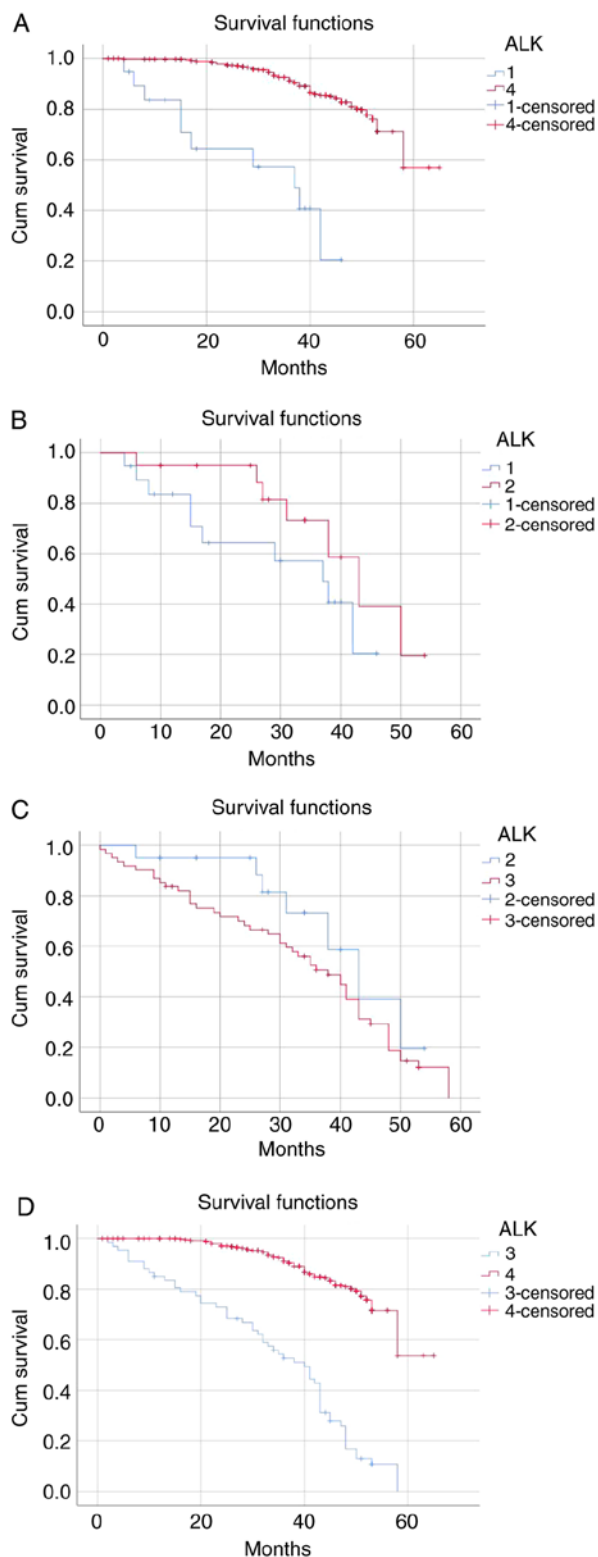 A
Survival functions
ALK
1
4
1-censored
4-censored
Cum survival
1.0
0.8
0.6
0.4
0.2
0.0
0 20 40 60
Months
B
Survival functions
ALK
1
2
1-censored
2-censored
Cum survival
1.0
0.8
0.6
0.4
0.2
0.0
0 10 20 30 40 50 60
Months
C
Survival functions
ALK
2
3
2-censored
3-censored
Cum survival
1.0
0.8
0.6
0.4
0.2
0.0
0 10 20 30 40 50 60
Months
D
Survival functions
ALK
3
4
3-censored
4-censored
Cum survival
1.0
0.8
0.6
0.4
0.2
0.0
0 20 40 60
Months